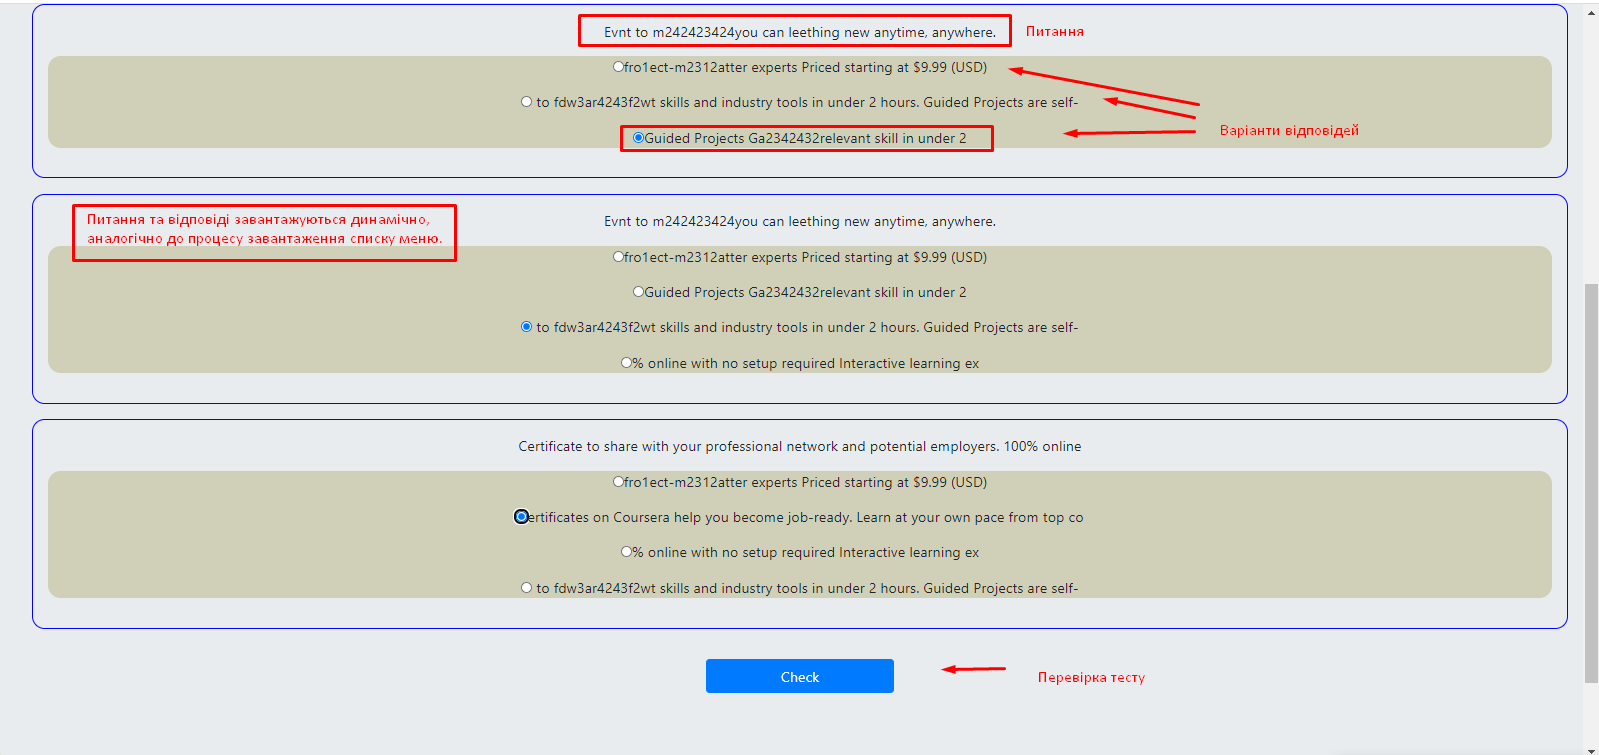 Evnt to m242423424you can leething new anytime, anywhere.
Питання
fro1ect-m2312atter experts Priced starting at $9.99 (USD)
to fdw3ar4243f2wt skills and industry tools in under 2 hours. Guided Projects are self-
Варіанти відповідей
Guided Projects Ga2342432relevant skill in under 2
Питання та відповіді завантажуються динамічно,
аналогічно до процесу завантаження списку меню.
Evnt to m242423424you can leething new anytime, anywhere.
fro1ect-m2312atter experts Priced starting at $9.99 (USD)
Guided Projects Ga2342432relevant skill in under 2
to fdw3ar4243f2wt skills and industry tools in under 2 hours. Guided Projects are self-
% online with no setup required Interactive learning ex
Certificate to share with your professional network and potential employers. 100% online
fro1ect-m2312atter experts Priced starting at $9.99 (USD)
ertificates on Coursera help you become job-ready. Learn at your own pace from top co
% online with no setup required Interactive learning ex
to fdw3ar4243f2wt skills and industry tools in under 2 hours. Guided Projects are self-
Check
Перевірка тесту